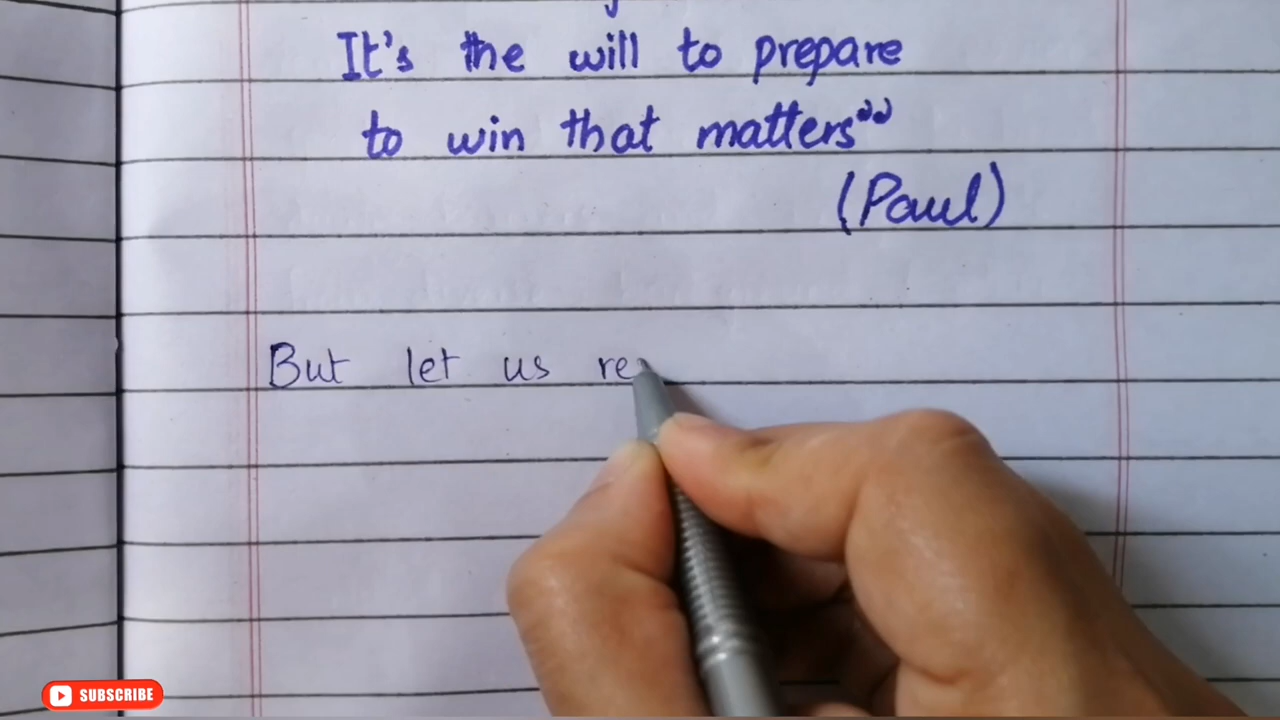 It's the will to prepare
to win that matters"
(Paul)
But let us re
SUBSCRIBE